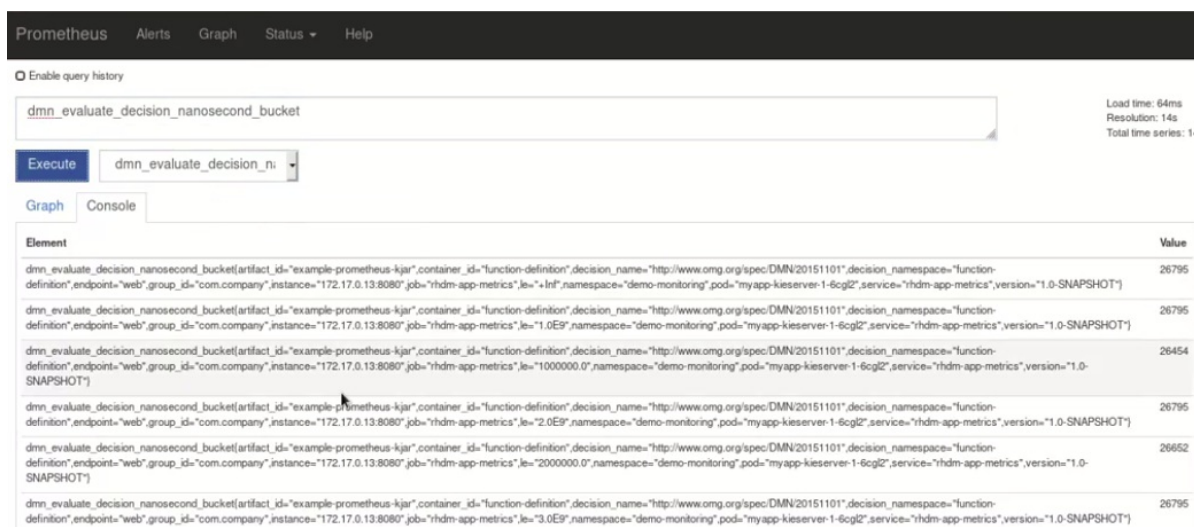 Prometheus Alerts Graph Status Help
Enable query history
dmn_evaluate_decision_nanosecond_bucket
Load time: 64ms
Resolution: 14s
Total time series:
Execute dmn_evaluate_decision_n
Graph Console
Element Value
dmn_evaluate_decision_nanosecond_bucket{artifact_id="example-prometheus-kjar",container_id="function-definition",decision_name="http://www.omg.org/spec/DMN/20151101",decision_namespace="function- 26795
definition",endpoint="web",group_id="com.company",instance="172.17.0.13:8080",job="rhdm-app-metrics",le="+Inf",namespace="demo-monitoring",pod="myapp-kieserver-1-6cgl2",service="rhdm-app-metrics",version="1.0-SNAPSHOT"}
dmn_evaluate_decision_nanosecond_bucket{artifact_id="example-prometheus-kjar",container_id="function-definition",decision_name="http://www.omg.org/spec/DMN/20151101",decision_namespace="function- 26795
definition",endpoint="web",group_id="com.company",instance="172.17.0.13:8080",job="rhdm-app-metrics",le="1.0E9",namespace="demo-monitoring",pod="myapp-kieserver-1-6cgl2",service="rhdm-app-metrics",version="1.0-SNAPSHOT"}
dmn_evaluate_decision_nanosecond_bucket{artifact_id="example-prometheus-kjar",container_id="function-definition",decision_name="http://www.omg.org/spec/DMN/20151101",decision_namespace="function- 26454
definition",endpoint="web",group_id="com.company",instance="172.17.0.13:8080",job="rhdm-app-metrics",le="1000000.0",namespace="demo-monitoring",pod="myapp-kieserver-1-6cgl2",service="rhdm-app-metrics",version="1.0-
SNAPSHOT"}
dmn_evaluate_decision_nanosecond_bucket{artifact_id="example-prometheus-kjar",container_id="function-definition",decision_name="http://www.omg.org/spec/DMN/20151101",decision_namespace="function- 26795
definition",endpoint="web",group_id="com.company",instance="172.17.0.13:8080",job="rhdm-app-metrics",le="2.0E9",namespace="demo-monitoring",pod="myapp-kieserver-1-6cgl2",service="rhdm-app-metrics",version="1.0-SNAPSHOT"}
dmn_evaluate_decision_nanosecond_bucket{artifact_id="example-prometheus-kjar",container_id="function-definition",decision_name="http://www.omg.org/spec/DMN/20151101",decision_namespace="function- 26652
definition",endpoint="web",group_id="com.company",instance="172.17.0.13:8080",job="rhdm-app-metrics",le="2000000.0",namespace="demo-monitoring",pod="myapp-kieserver-1-6cgl2",service="rhdm-app-metrics",version="1.0-
SNAPSHOT"}
dmn_evaluate_decision_nanosecond_bucket{artifact_id="example-prometheus-kjar",container_id="function-definition",decision_name="http://www.omg.org/spec/DMN/20151101",decision_namespace="function- 26795
definition",endpoint="web",group_id="com.company",instance="172.17.0.13:8080",job="rhdm-app-metrics",le="3.0E9",namespace="demo-monitoring",pod="myapp-kieserver-1-6cgl2",service="rhdm-app-metrics",version="1.0-SNAPSHOT"}